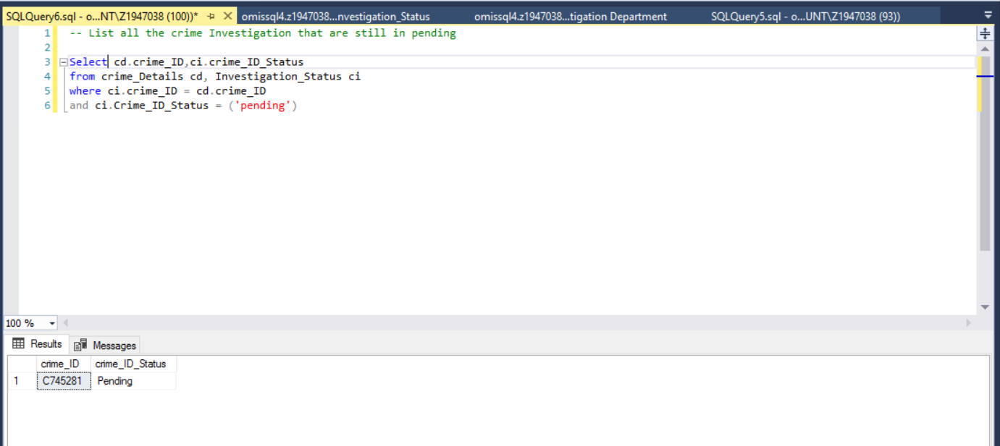 SQLQuery6.sql - o...NT\Z1947038 (100))* omissql4.z1947038...nvestigation_Status omissql4.z1947038...tigation Department SQLQuery5.sql - o...UNT\Z1947038 (93))
1 -- List all the crime Investigation that are still in pending
2
3 Select cd.crime_ID,ci.crime_ID_Status
4 from crime_Details cd, Investigation_Status ci
5 where ci.crime_ID = cd.crime_ID
6 and ci.Crime_ID_Status = ('pending')
100 %
Results Messages
crime_ID crime_ID_Status
1 C745281 Pending